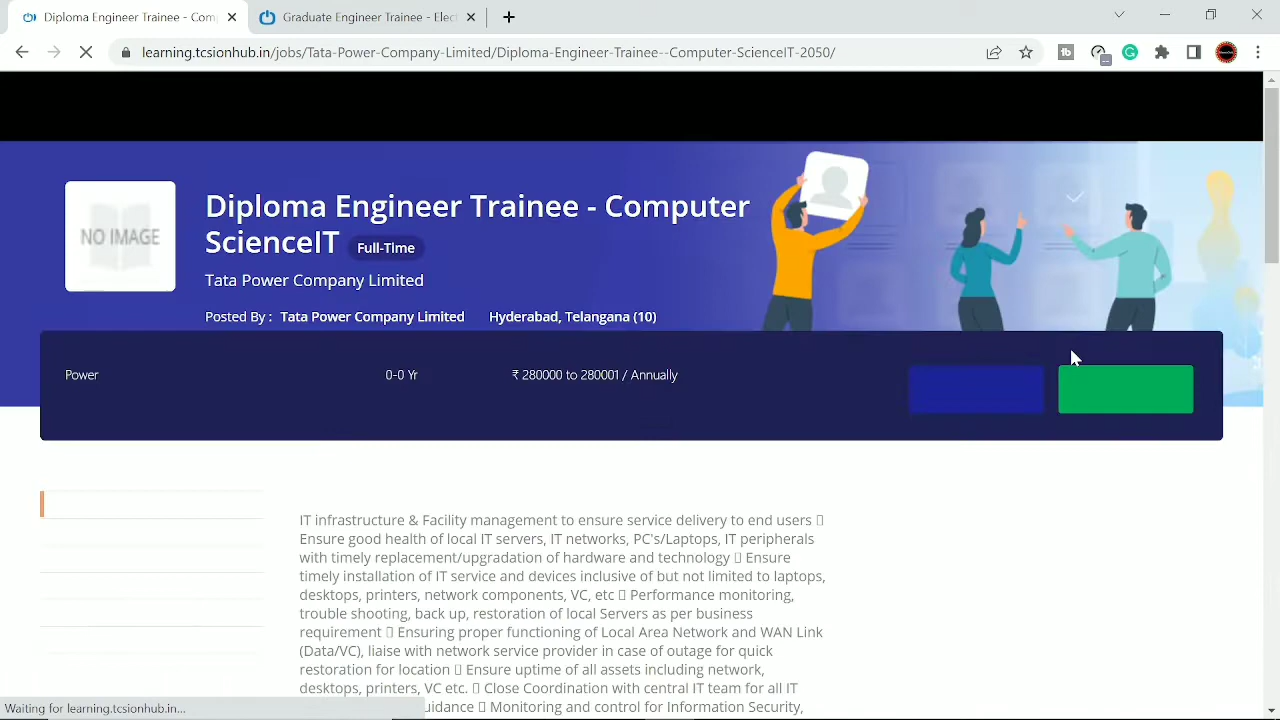 Diploma Engineer Trainee - Com
Graduate Engineer Trainee - Elec
learning.tcsionhub.in/jobs/Tata-Power-Company-Limited/Diploma-Engineer-Trainee--Computer-ScienceIT-2050/
tb
NO IMAGE
Diploma Engineer Trainee - Computer
ScienceIT Full-Time
Tata Power Company Limited
Posted By : Tata Power Company Limited Hyderabad, Telangana (10)
Power 0-0 Yr ₹ 280000 to 280001 / Annually
IT infrastructure & Facility management to ensure service delivery to end users
Ensure good health of local IT servers, IT networks, PC's/Laptops, IT peripherals
with timely replacement/upgradation of hardware and technology Ensure
timely installation of IT service and devices inclusive of but not limited to laptops,
desktops, printers, network components, VC, etc Performance monitoring,
trouble shooting, back up, restoration of local Servers as per business
requirement Ensuring proper functioning of Local Area Network and WAN Link
(Data/VC), liaise with network service provider in case of outage for quick
restoration for location Ensure uptime of all assets including network,
desktops, printers, VC etc. Close Coordination with central IT team for all IT
uidance Monitoring and control for Information Security,
Waiting for learning.tcsionhub.in...